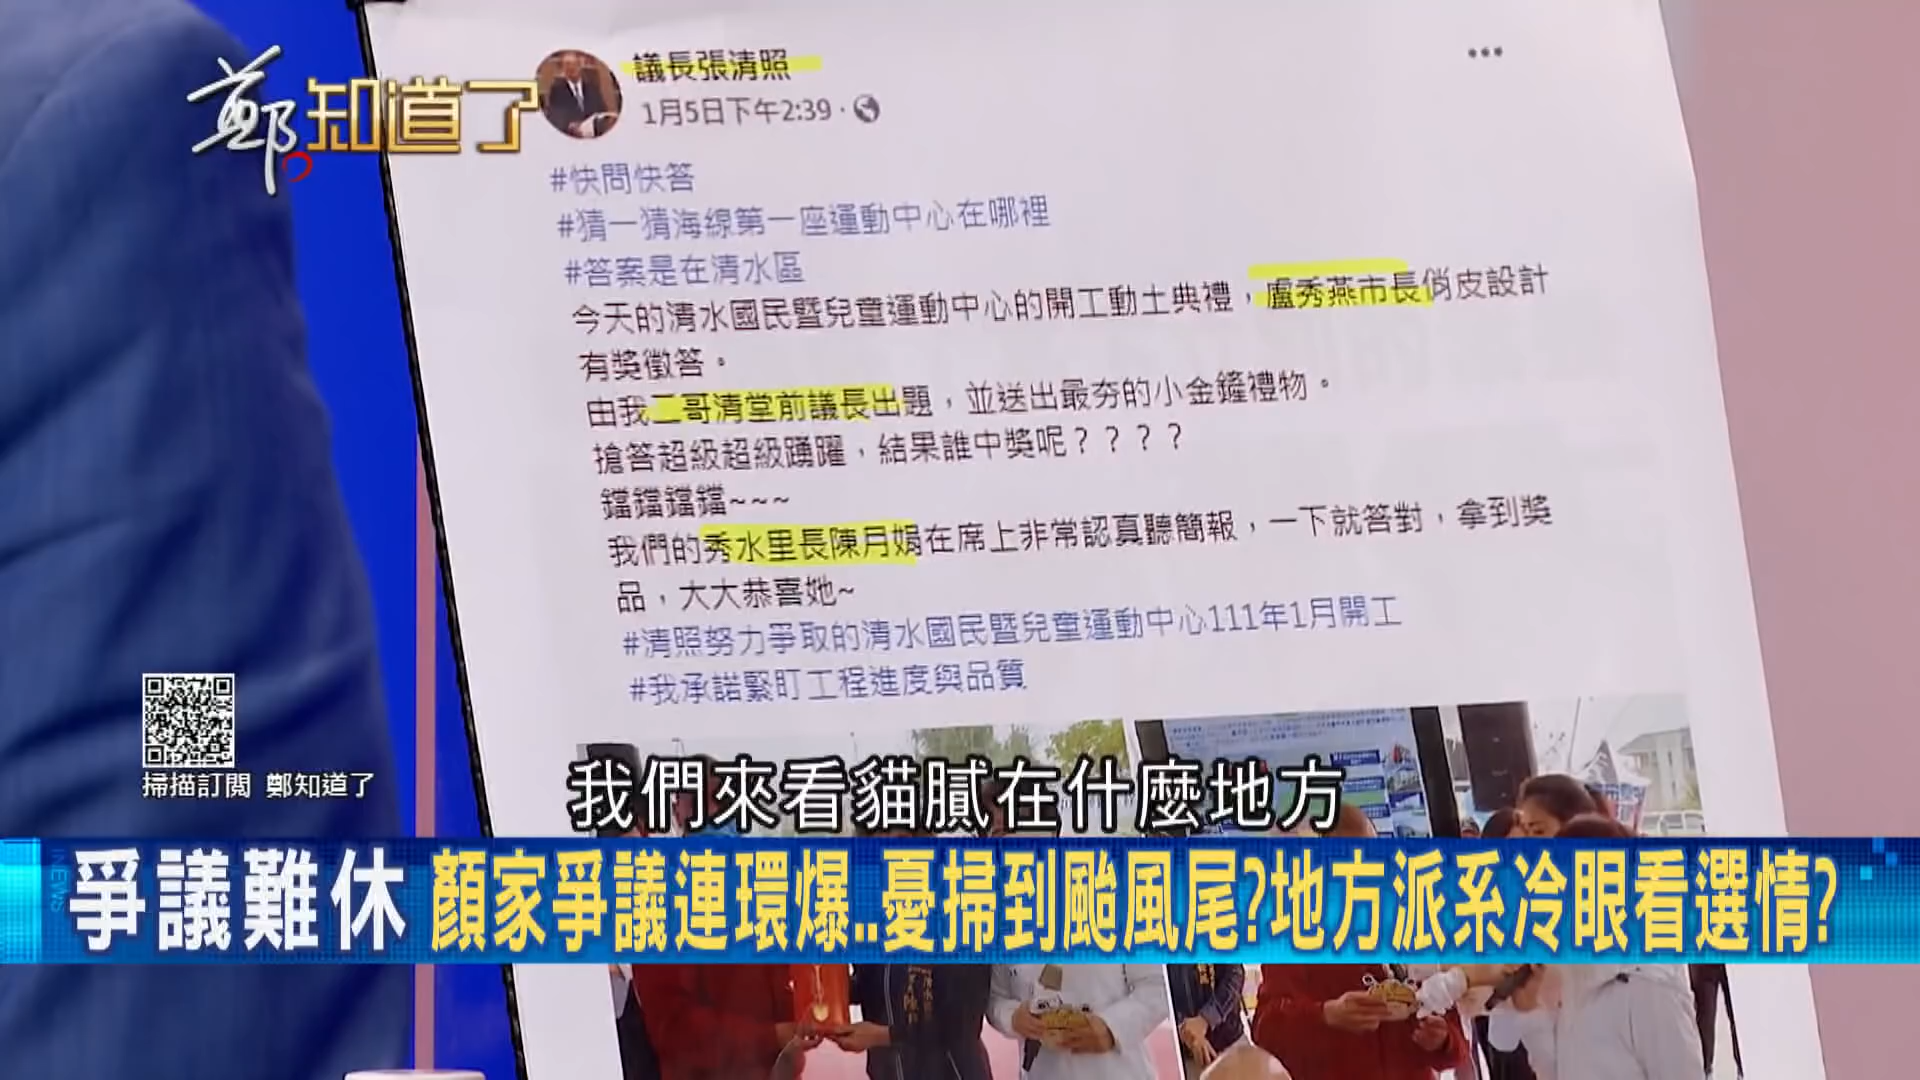 鄭知道了
議長張清照
1月5日下午2:39
#快問快答
#猜一猜海線第一座運動中心在哪裡
#答案是在清水區
今天的清水國民暨兒童運動中心的開工動土典禮，盧秀燕市長俏皮設計
有獎徵答。
由我二哥清堂前議長出題，並送出最夯的小金鏟禮物。
搶答超級超級踴躍，結果誰中獎呢？？？？
鐺鐺鐺鐺~~~
我們的秀水里長陳月娟在席上非常認真聽簡報，一下就答對，拿到獎
品，大大恭喜她~
#清照努力爭取的清水國民暨兒童運動中心111年1月開工
#我承諾緊盯工程進度與品質
掃描訂閱 鄭知道了
我們來看貓膩在什麼地方
INEWS
爭議難休 顏家爭議連環爆..憂掃到颱風尾?地方派系冷眼看選情?